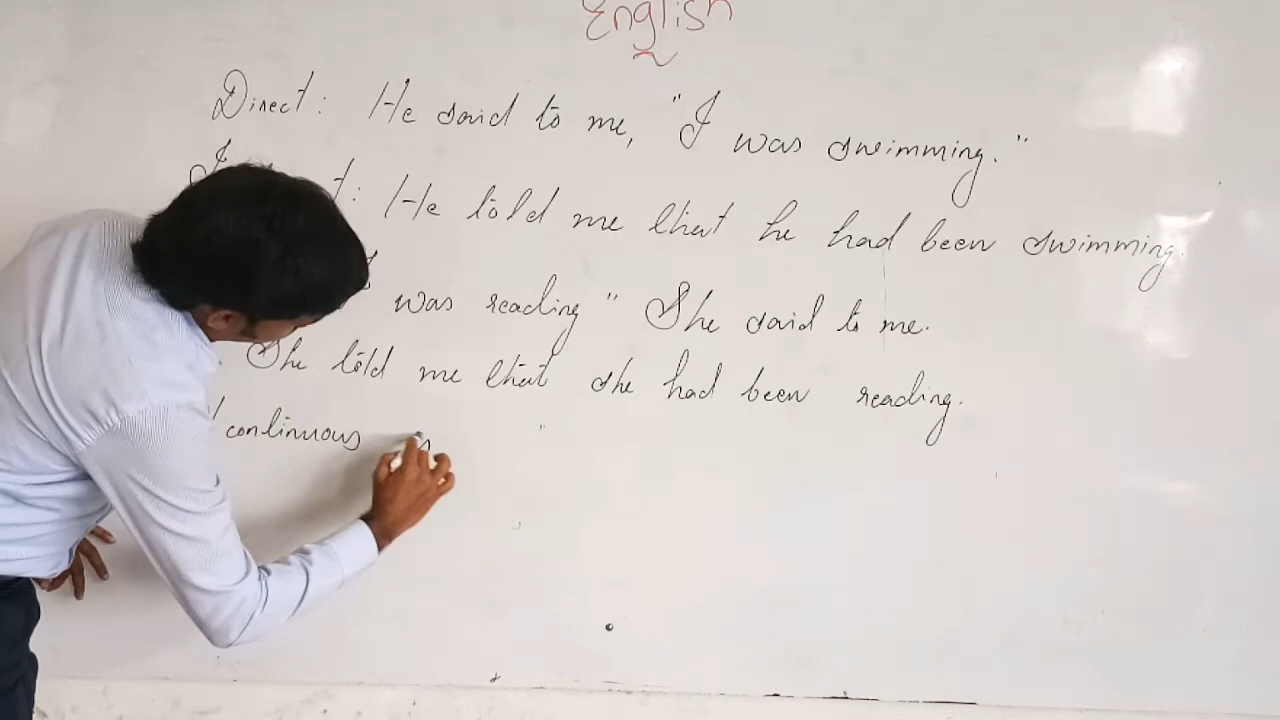 English
Direct: He said to me, "I was swimming."
He told me that he had been swimming.
was reading" She said to me.
She told me that she had been reading.
continuous